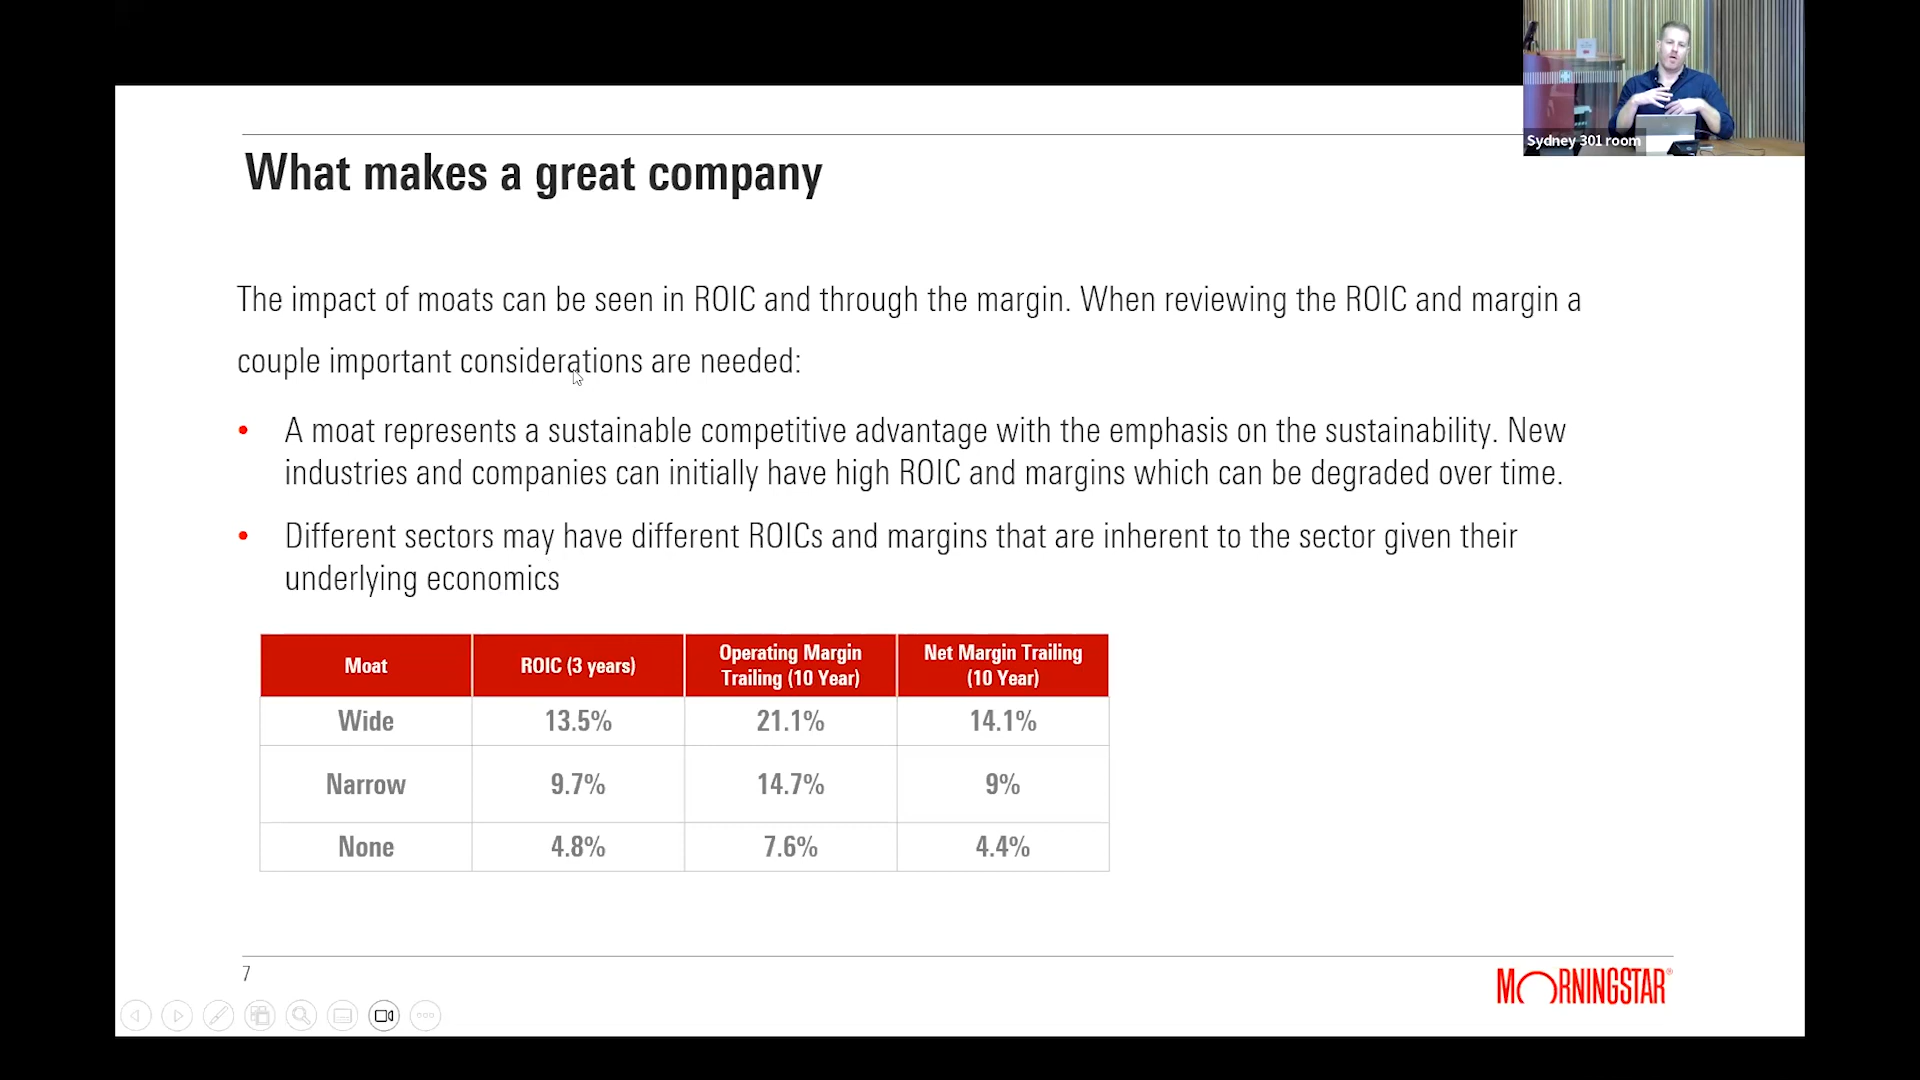 Sydney 301 room
What makes a great company
The impact of moats can be seen in ROIC and through the margin. When reviewing the ROIC and margin a
couple important considerations are needed:
• A moat represents a sustainable competitive advantage with the emphasis on the sustainability. New
industries and companies can initially have high ROIC and margins which can be degraded over time.
• Different sectors may have different ROICs and margins that are inherent to the sector given their
underlying economics
Moat ROIC (3 years) Operating Margin Trailing (10 Year) Net Margin Trailing (10 Year)
Wide 13.5% 21.1% 14.1%
Narrow 9.7% 14.7% 9%
None 4.8% 7.6% 4.4%
7
MORNINGSTAR®